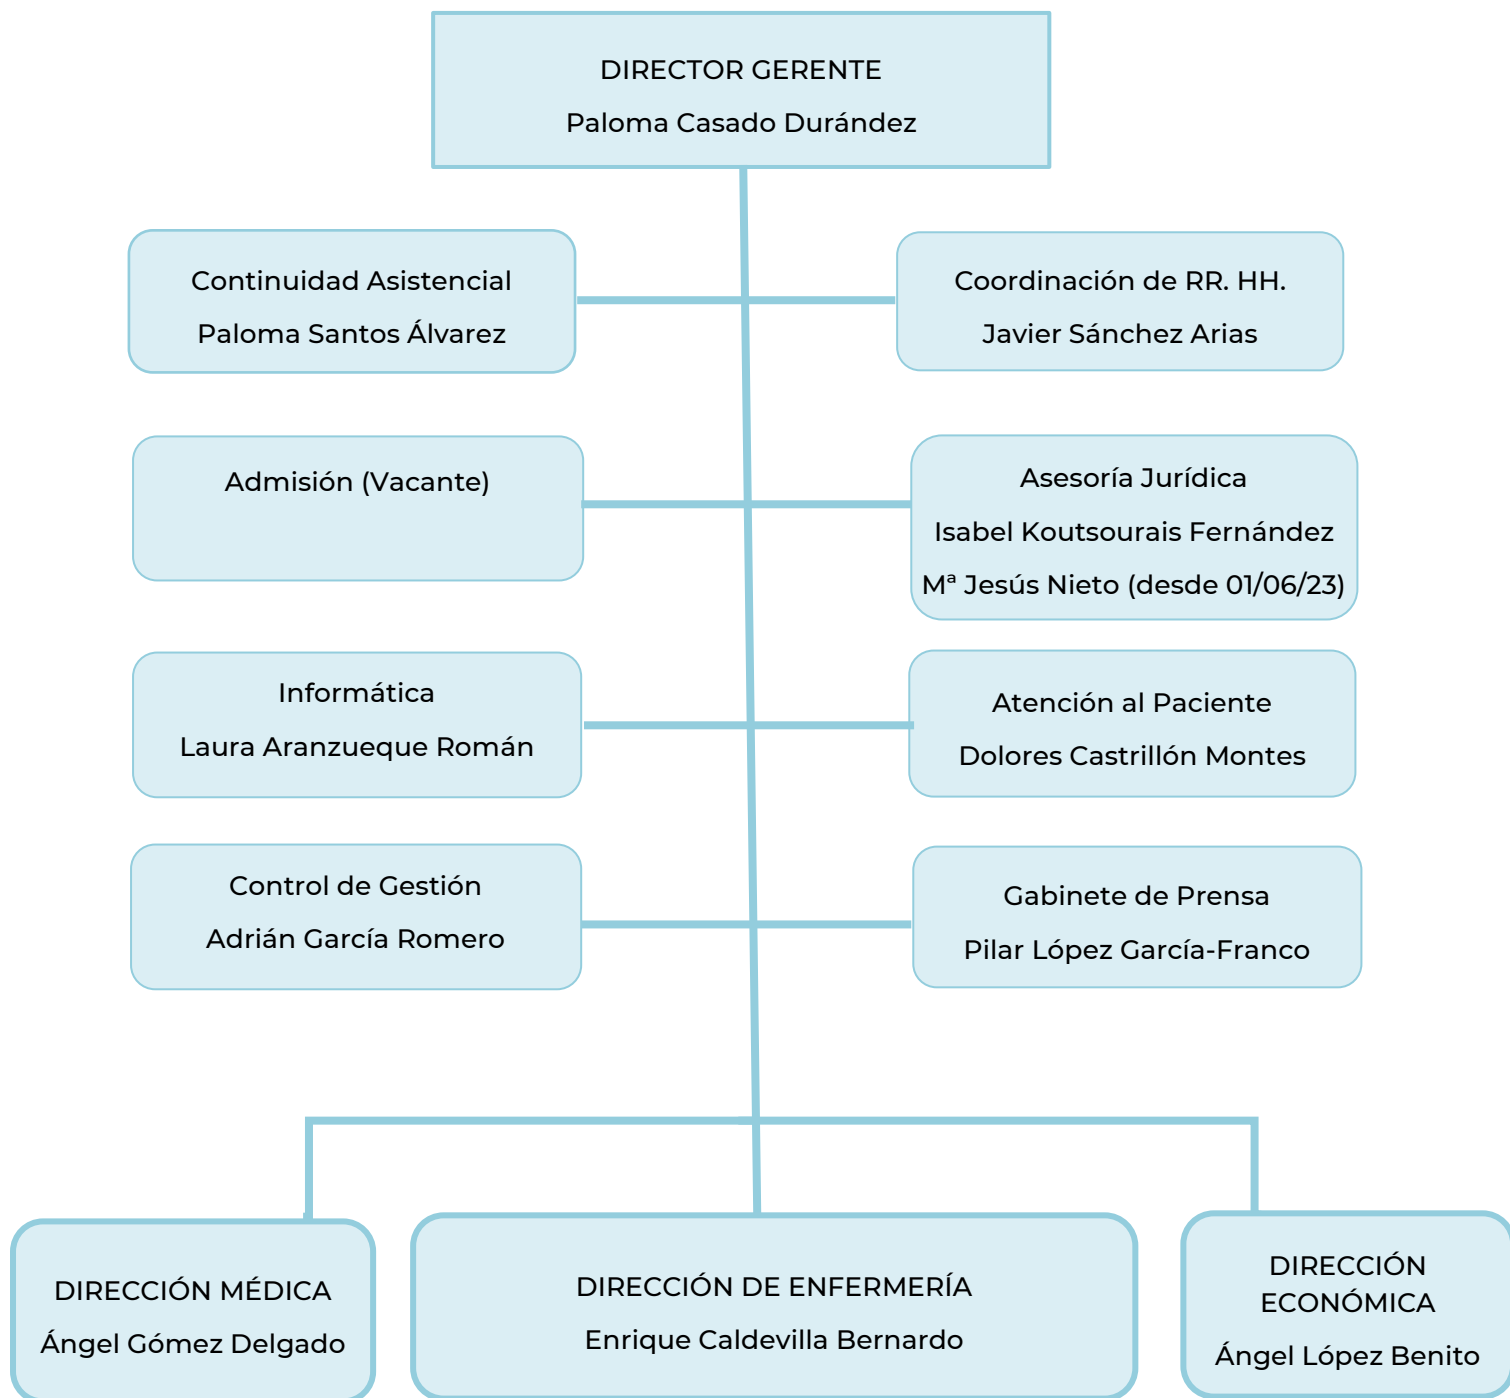 DIRECTOR GERENTE
Paloma Casado Durández
Continuidad Asistencial
Paloma Santos Álvarez
Coordinación de RR. HH.
Javier Sánchez Arias
Admisión (Vacante)
Asesoría Jurídica
Isabel Koutsourais Fernández
Mª Jesús Nieto (desde 01/06/23)
Informática
Laura Aranzueque Román
Atención al Paciente
Dolores Castrillón Montes
Control de Gestión
Adrián García Romero
Gabinete de Prensa
Pilar López García-Franco
DIRECCIÓN MÉDICA
Ángel Gómez Delgado
DIRECCIÓN DE ENFERMERÍA
Enrique Caldevilla Bernardo
DIRECCIÓN
ECONÓMICA
Ángel López Benito